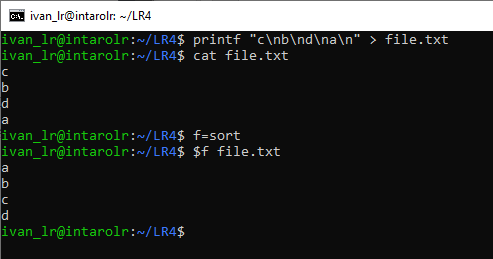 ivan_lr@intarolr: ~/LR4
ivan_lr@intarolr:~/LR4$ printf "c\nb\nd\na\n" > file.txt
ivan_lr@intarolr:~/LR4$ cat file.txt
c
b
d
a
ivan_lr@intarolr:~/LR4$ f=sort
ivan_lr@intarolr:~/LR4$ $f file.txt
a
b
c
d
ivan_lr@intarolr:~/LR4$